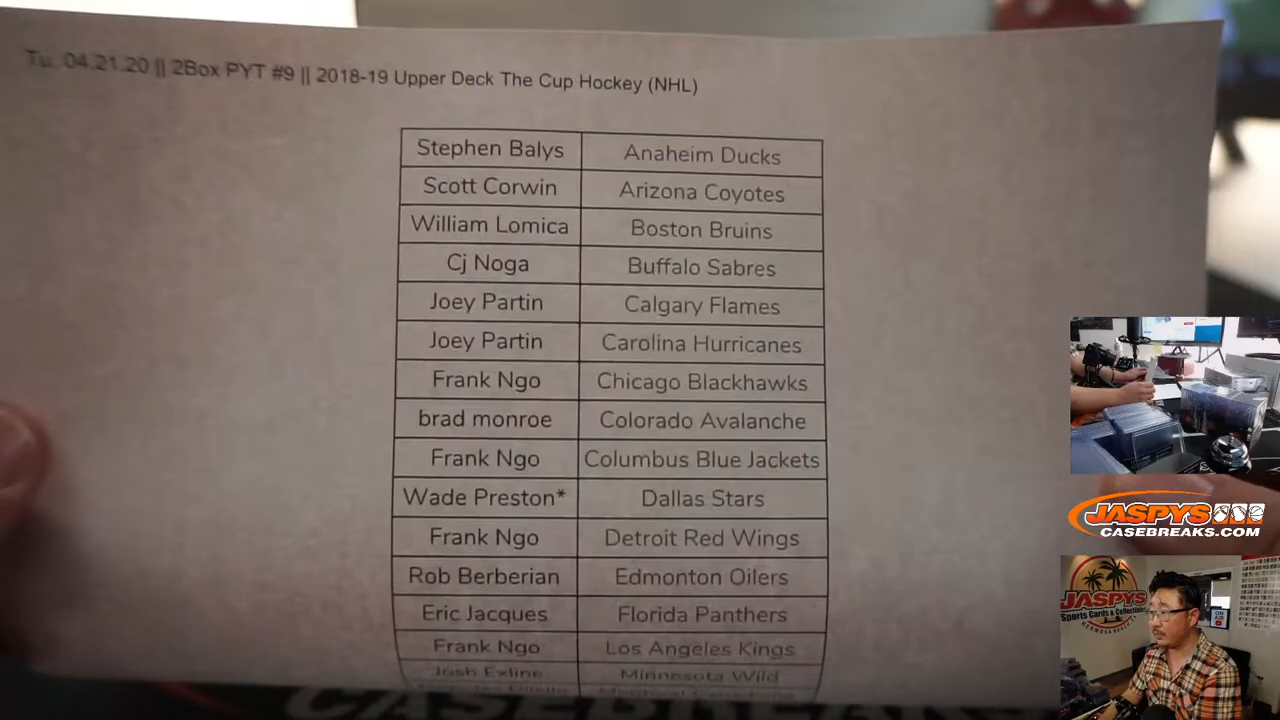 Tu. 04.21.20 || 2Box PYT #9 || 2018-19 Upper Deck The Cup Hockey (NHL)
Stephen Balys Anaheim Ducks
Scott Corwin Arizona Coyotes
William Lomica Boston Bruins
Cj Noga Buffalo Sabres
Joey Partin Calgary Flames
Joey Partin Carolina Hurricanes
Frank Ngo Chicago Blackhawks
brad monroe Colorado Avalanche
Frank Ngo Columbus Blue Jackets
Wade Preston* Dallas Stars
Frank Ngo Detroit Red Wings
Rob Berberian Edmonton Oilers
Eric Jacques Florida Panthers
Frank Ngo Los Angeles Kings
Josh Exline Minnesota Wild
JASPYS
CASEBREAKS.COM
JASPYS
Sports Cards & Collectibles
HERMOSA BEACH
ON AIR